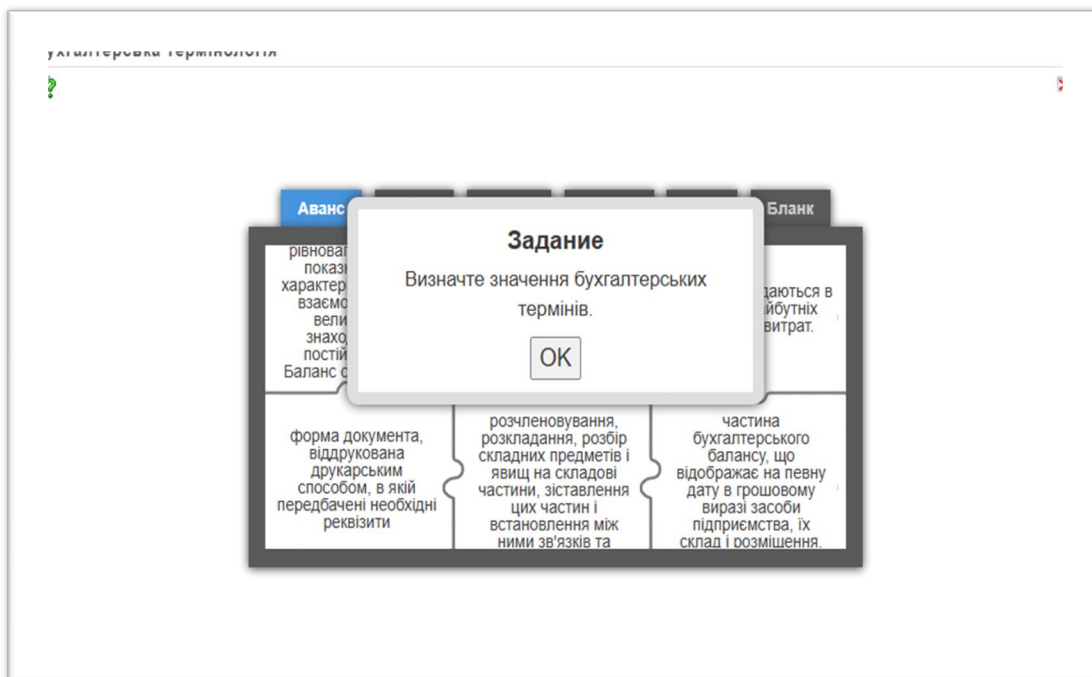 ухгалтерська термінологія
Аванс
Бланк
Задание
Визначте значення бухгалтерських
термінів.
OK
показ
характер
взаємо
вели
знахо
постій
Баланс о
даються в
йбутніх
витрат.
форма документа,
віддрукована
друкарським
способом, в якій
передбачені необхідні
реквізити
розчленовування,
розкладання, розбір
складних предметів і
явищ на складові
частини, зіставлення
цих частин і
встановлення між
ними зв'язків та
частина
бухгалтерського
балансу, що
відображає на певну
дату в грошовому
виразі засоби
підприємства, їх
склад і розміщення.